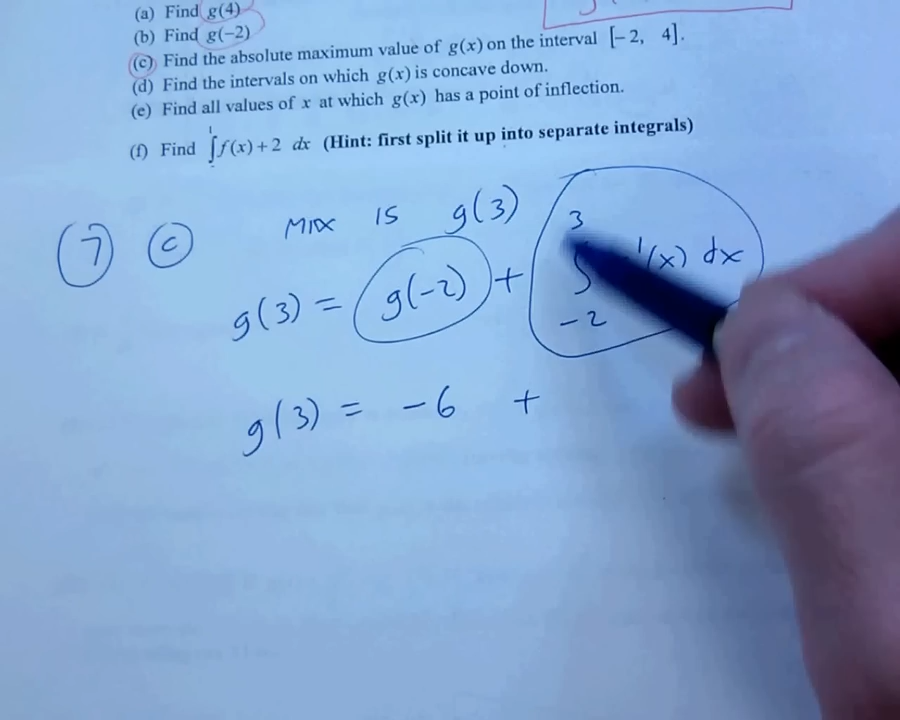 (a) Find g(4)
(b) Find g(−2)
(c) Find the absolute maximum value of g(x) on the interval [−2, 4].
(d) Find the intervals on which g(x) is concave down.
(e) Find all values of x at which g(x) has a point of inflection.
(f) Find ∫ 1 f(x) + 2 dx (Hint: first split it up into separate integrals)
7 C MAX IS g(3)
g(3) = g(-2) + ∫ 3 -2 '(x) dx
g(3) = -6 +